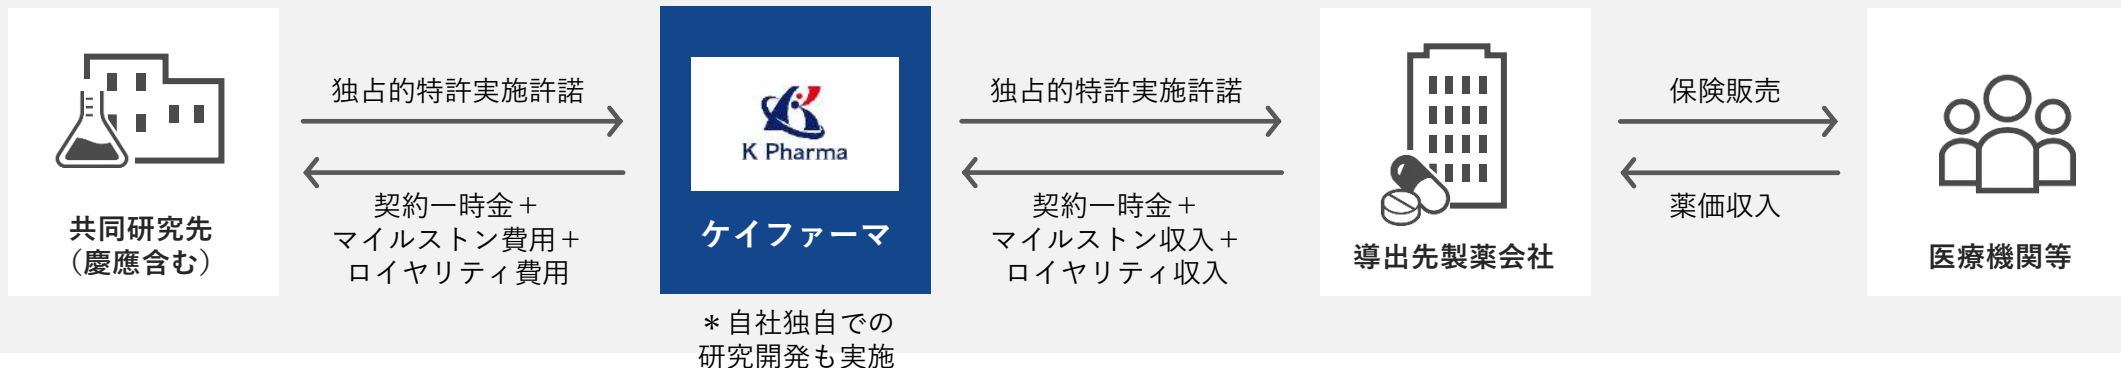 共同研究先
（慶應含む）
独占的特許実施許諾
契約一時金＋
マイルストン費用＋
ロイヤリティ費用
K Pharma
ケイファーマ
＊自社独自での
研究開発も実施
独占的特許実施許諾
契約一時金＋
マイルストン収入＋
ロイヤリティ収入
導出先製薬会社
保険販売
薬価収入
医療機関等